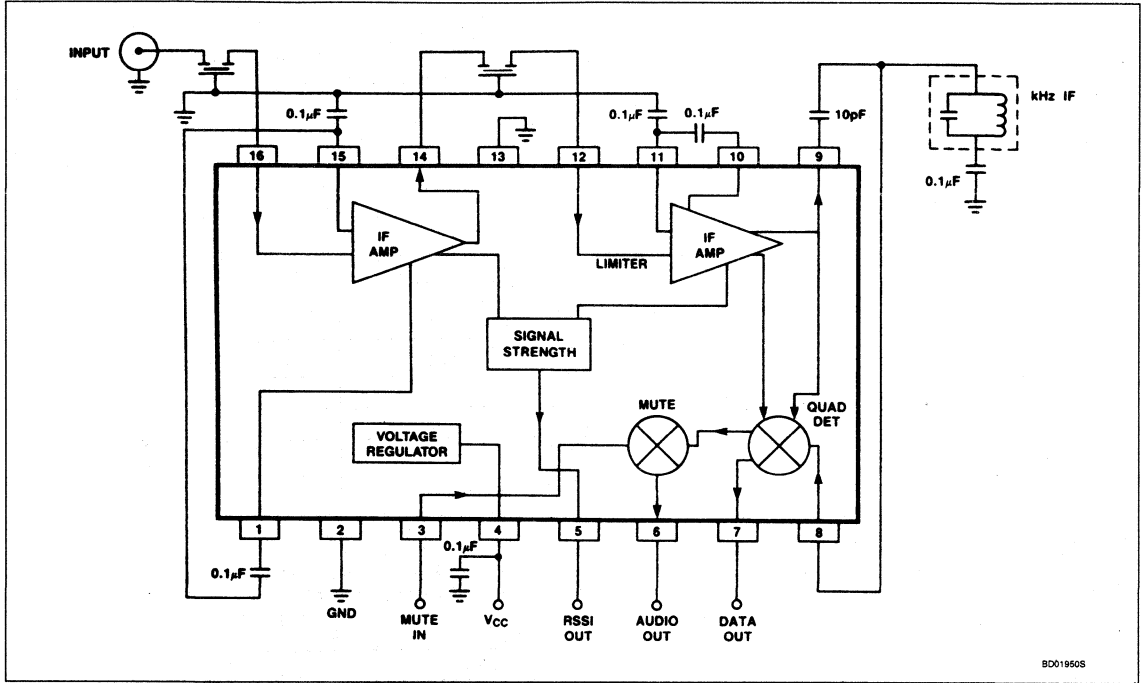 INPUT
0.1µF
0.1µF
0.1µF
10pF
kHz IF
0.1µF
16
15
14
13
12
11
10
9
IF
AMP
LIMITER
IF
AMP
SIGNAL
STRENGTH
MUTE
QUAD
DET
VOLTAGE
REGULATOR
1
2
3
4
5
6
7
8
0.1µF
0.1µF
GND
MUTE
IN
VCC
RSSI
OUT
AUDIO
OUT
DATA
OUT
BD01950S